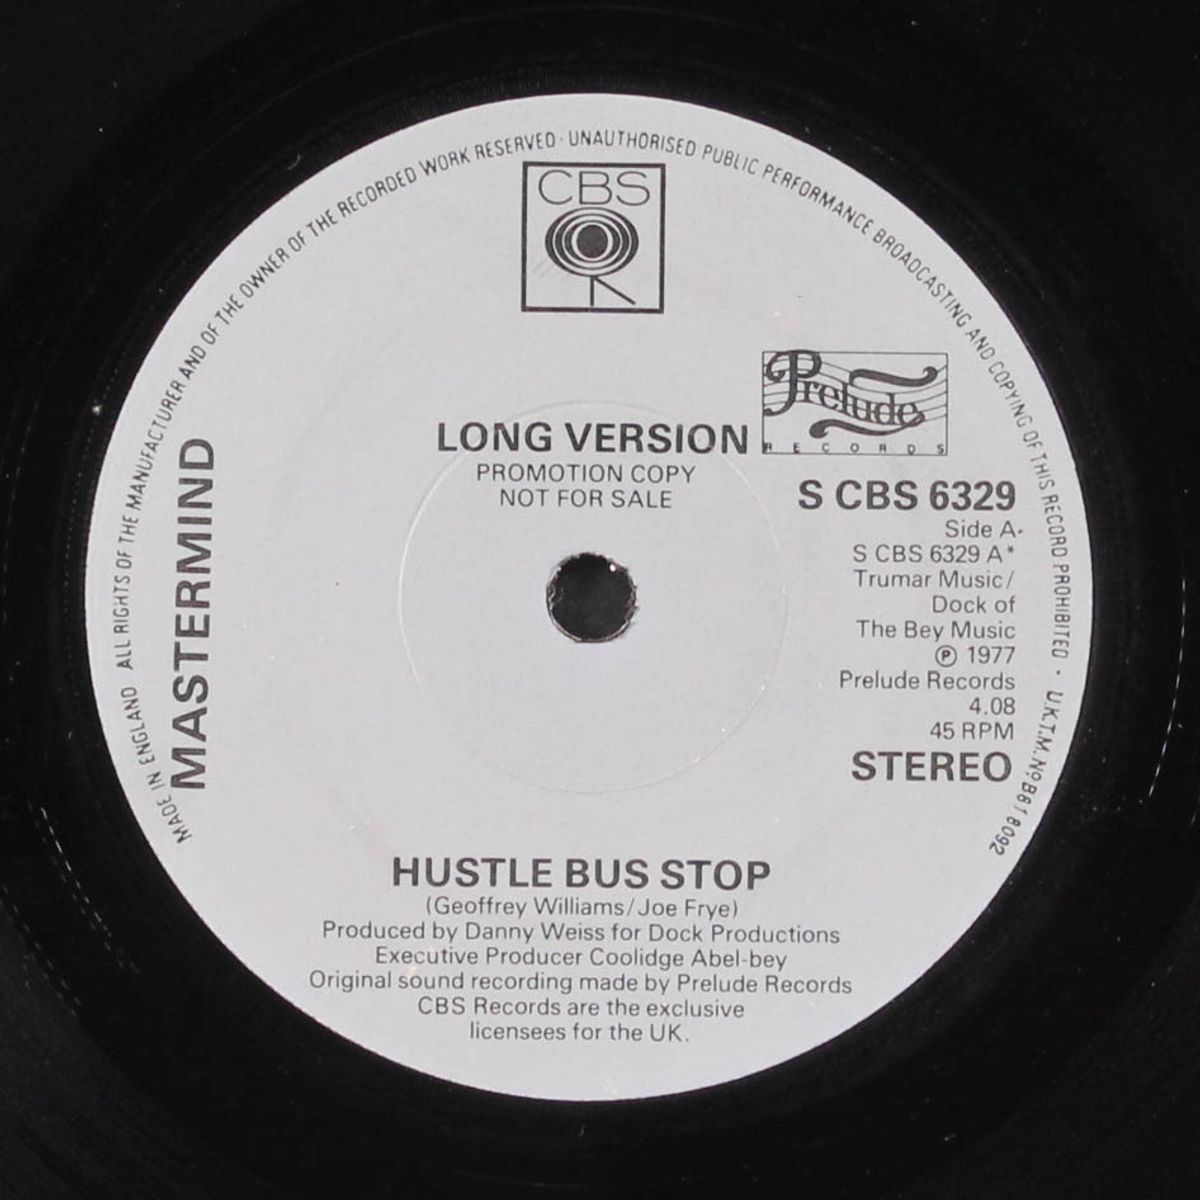 MADE IN ENGLAND ALL RIGHTS OF THE MANUFACTURER AND OF THE OWNER OF THE RECORDED WORK RESERVED · UNAUTHORISED PUBLIC PERFORMANCE BROADCASTING AND COPYING OF THIS RECORD PROHIBITED · U.K.T.M. Nº B618092
CBS
Prelude
RECORDS
LONG VERSION
PROMOTION COPY
NOT FOR SALE
MASTERMIND
S CBS 6329
Side A·
S CBS 6329 A*
Trumar Music/
Dock of
The Bey Music
℗ 1977
Prelude Records
4.08
45 RPM
STEREO
HUSTLE BUS STOP
(Geoffrey Williams/Joe Frye)
Produced by Danny Weiss for Dock Productions
Executive Producer Coolidge Abel-bey
Original sound recording made by Prelude Records
CBS Records are the exclusive
licensees for the UK.